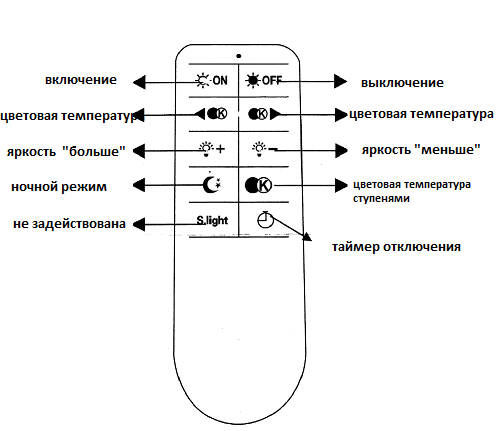 включение ON OFF выключение
цветовая температур K K цветовая температура
яркость "больше" + - яркость "меньше"
ночной режим K цветовая температура
ступенями
не задействована S.light
таймер отключения